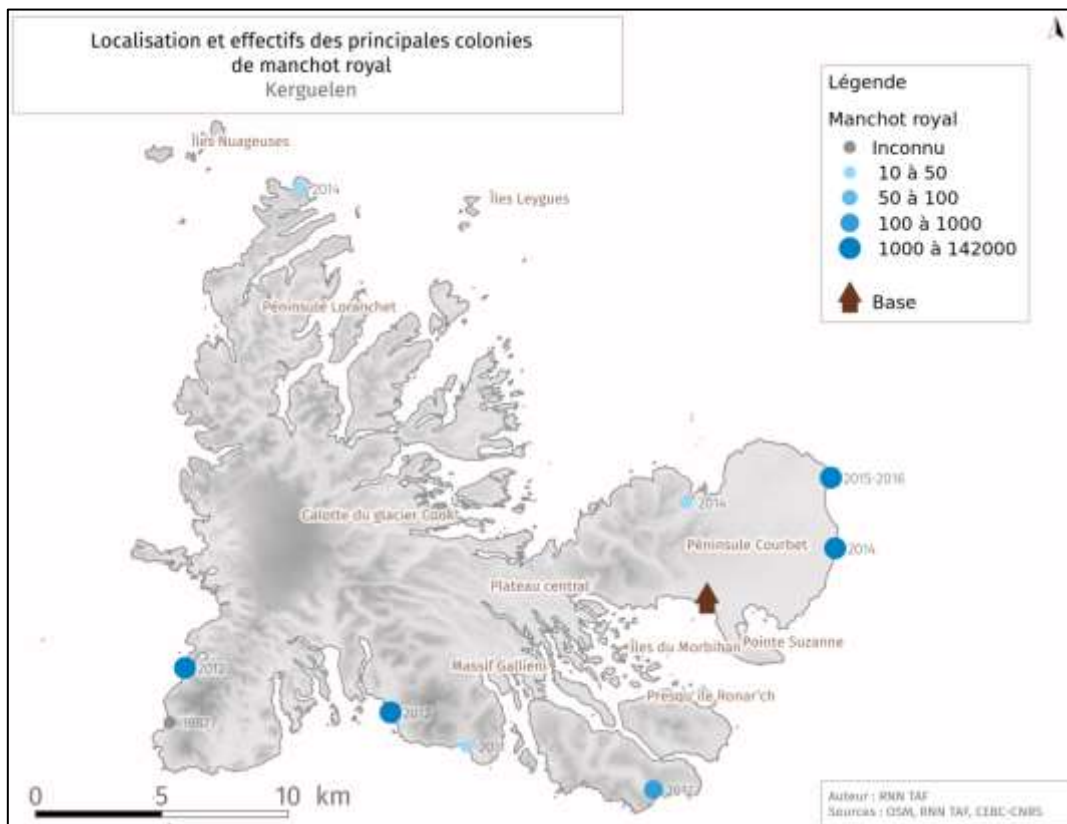 Localisation et effectifs des principales colonies
de manchot royal
Kerguelen
Légende
Manchot royal
Inconnu
10 à 50
50 à 100
100 à 1000
1000 à 142000
Base
Îles Nuageuses
2014
Îles Leygues
Péninsule Loranchet
Calotte du glacier Cook
2015-2016
2014
Péninsule Courbet
2014
Plateau central
Îles du Morbihan
Pointe Suzanne
Massif Gallieni
Presqu'île Ronar'ch
2012
0 5 10 km
Auteur : RNN TAF
Sources : OSM, RNN TAF, CEBC-CNRS